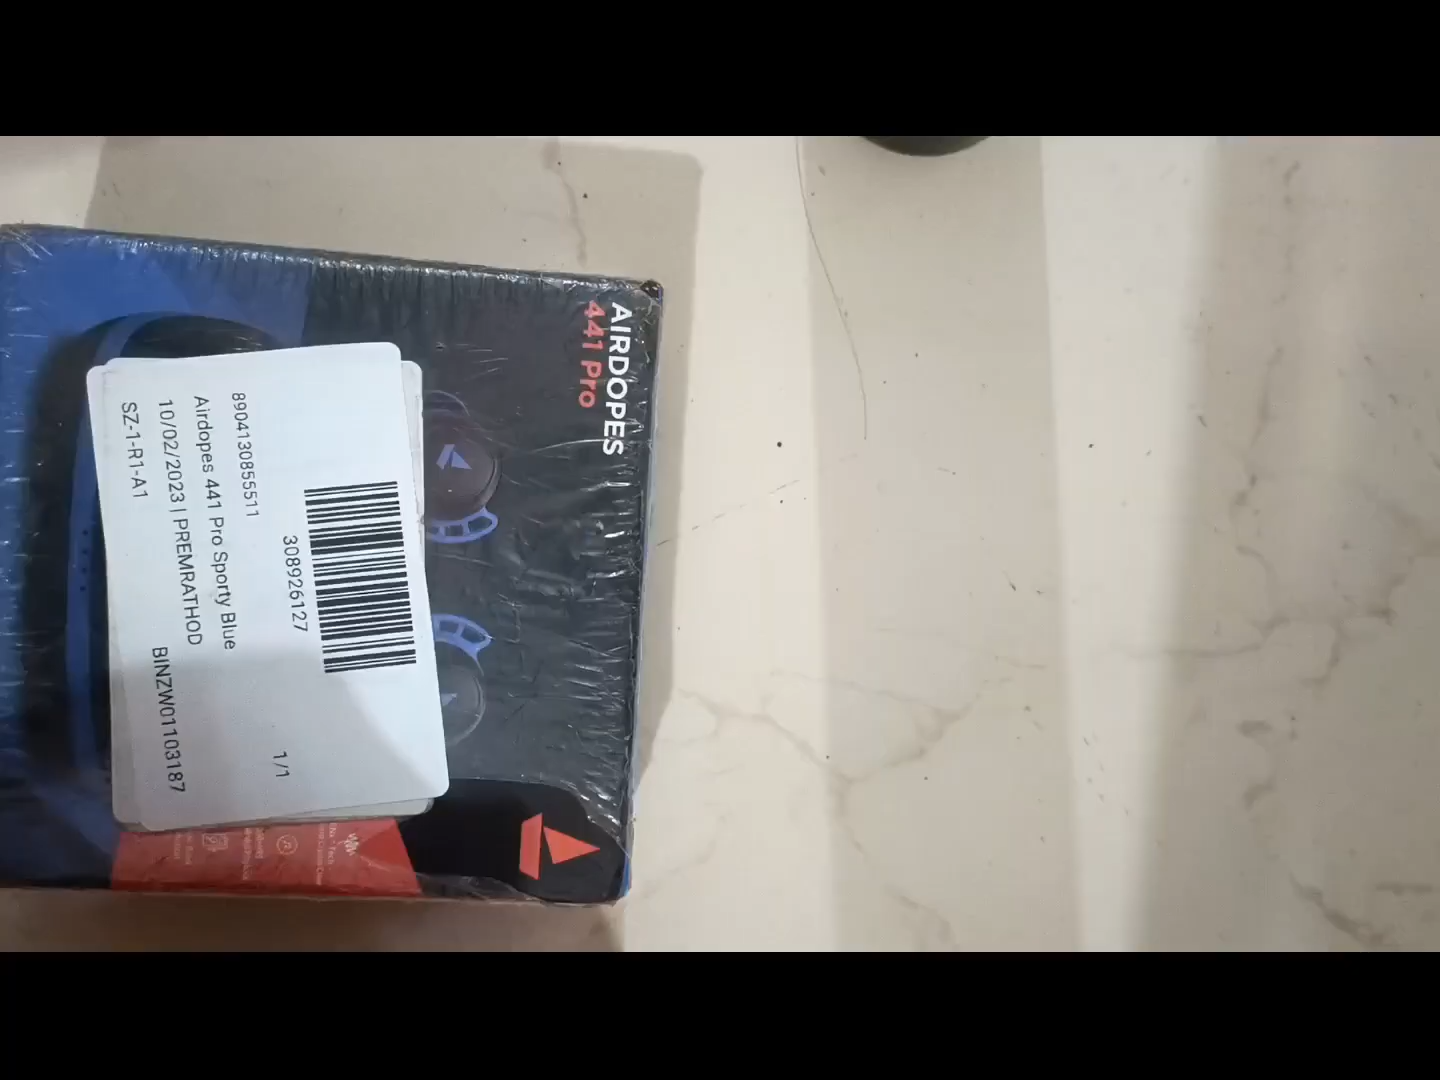 AIRDOPES
441 Pro
308926127
8904130855511
Airdopes 441 Pro Sporty Blue
10/02/2023 | PREMRATHOD
SZ-1-R1-A1
1/1
BINZW01103187